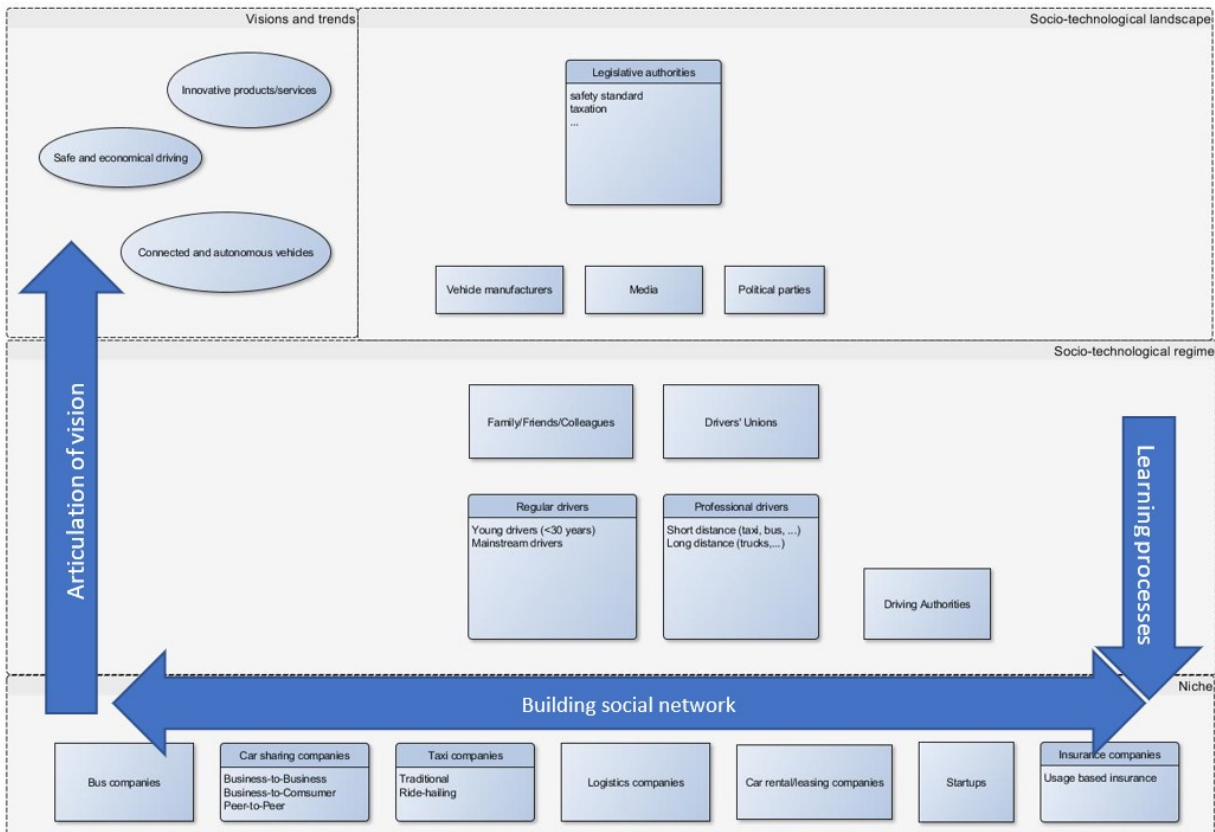 Visions and trends
Innovative products/services
Safe and economical driving
Connected and autonomous vehicles
Socio-technological landscape
Legislative authorities
safety standard
taxation
...
Vehicle manufacturers
Media
Political parties
Socio-technological regime
Family/Friends/Colleagues
Drivers' Unions
Regular drivers
Young drivers (<30 years)
Mainstream drivers
Professional drivers
Short distance (taxi, bus, ...)
Long distance (trucks,...)
Driving Authorities
Articulation of vision
Learning processes
Building social network
Niche
Bus companies
Car sharing companies
Business-to-Business
Business-to-Comsumer
Peer-to-Peer
Taxi companies
Traditional
Ride-hailing
Logistics companies
Car rental/leasing companies
Startups
Insurance companies
Usage based insurance